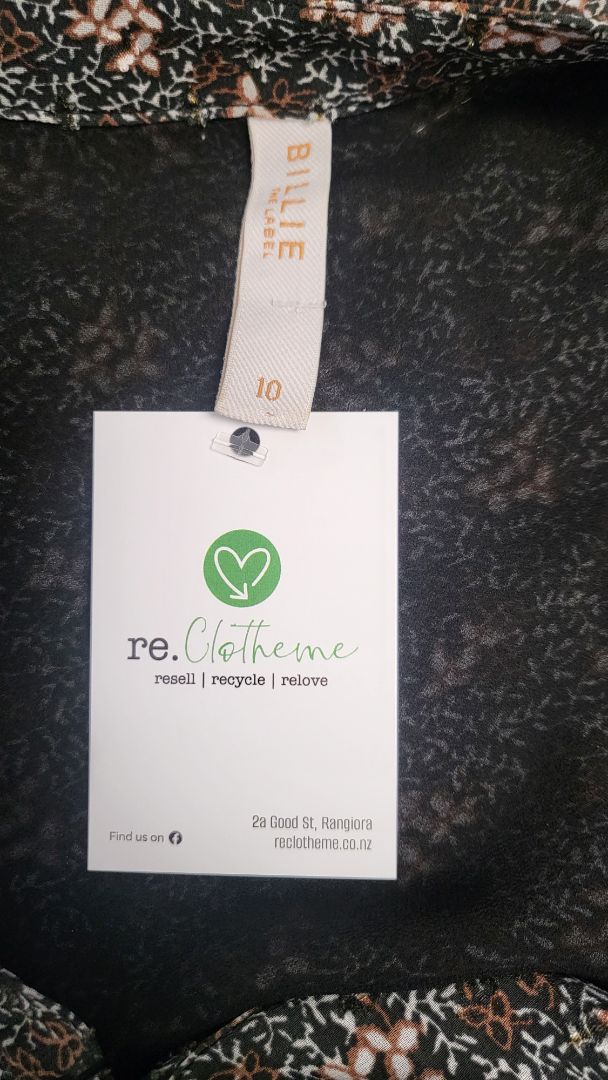 BILLIE
THE LABEL
10
re.Clotheme
resell | recycle | relove
2a Good St, Rangiora
Find us on
reclotheme.co.nz